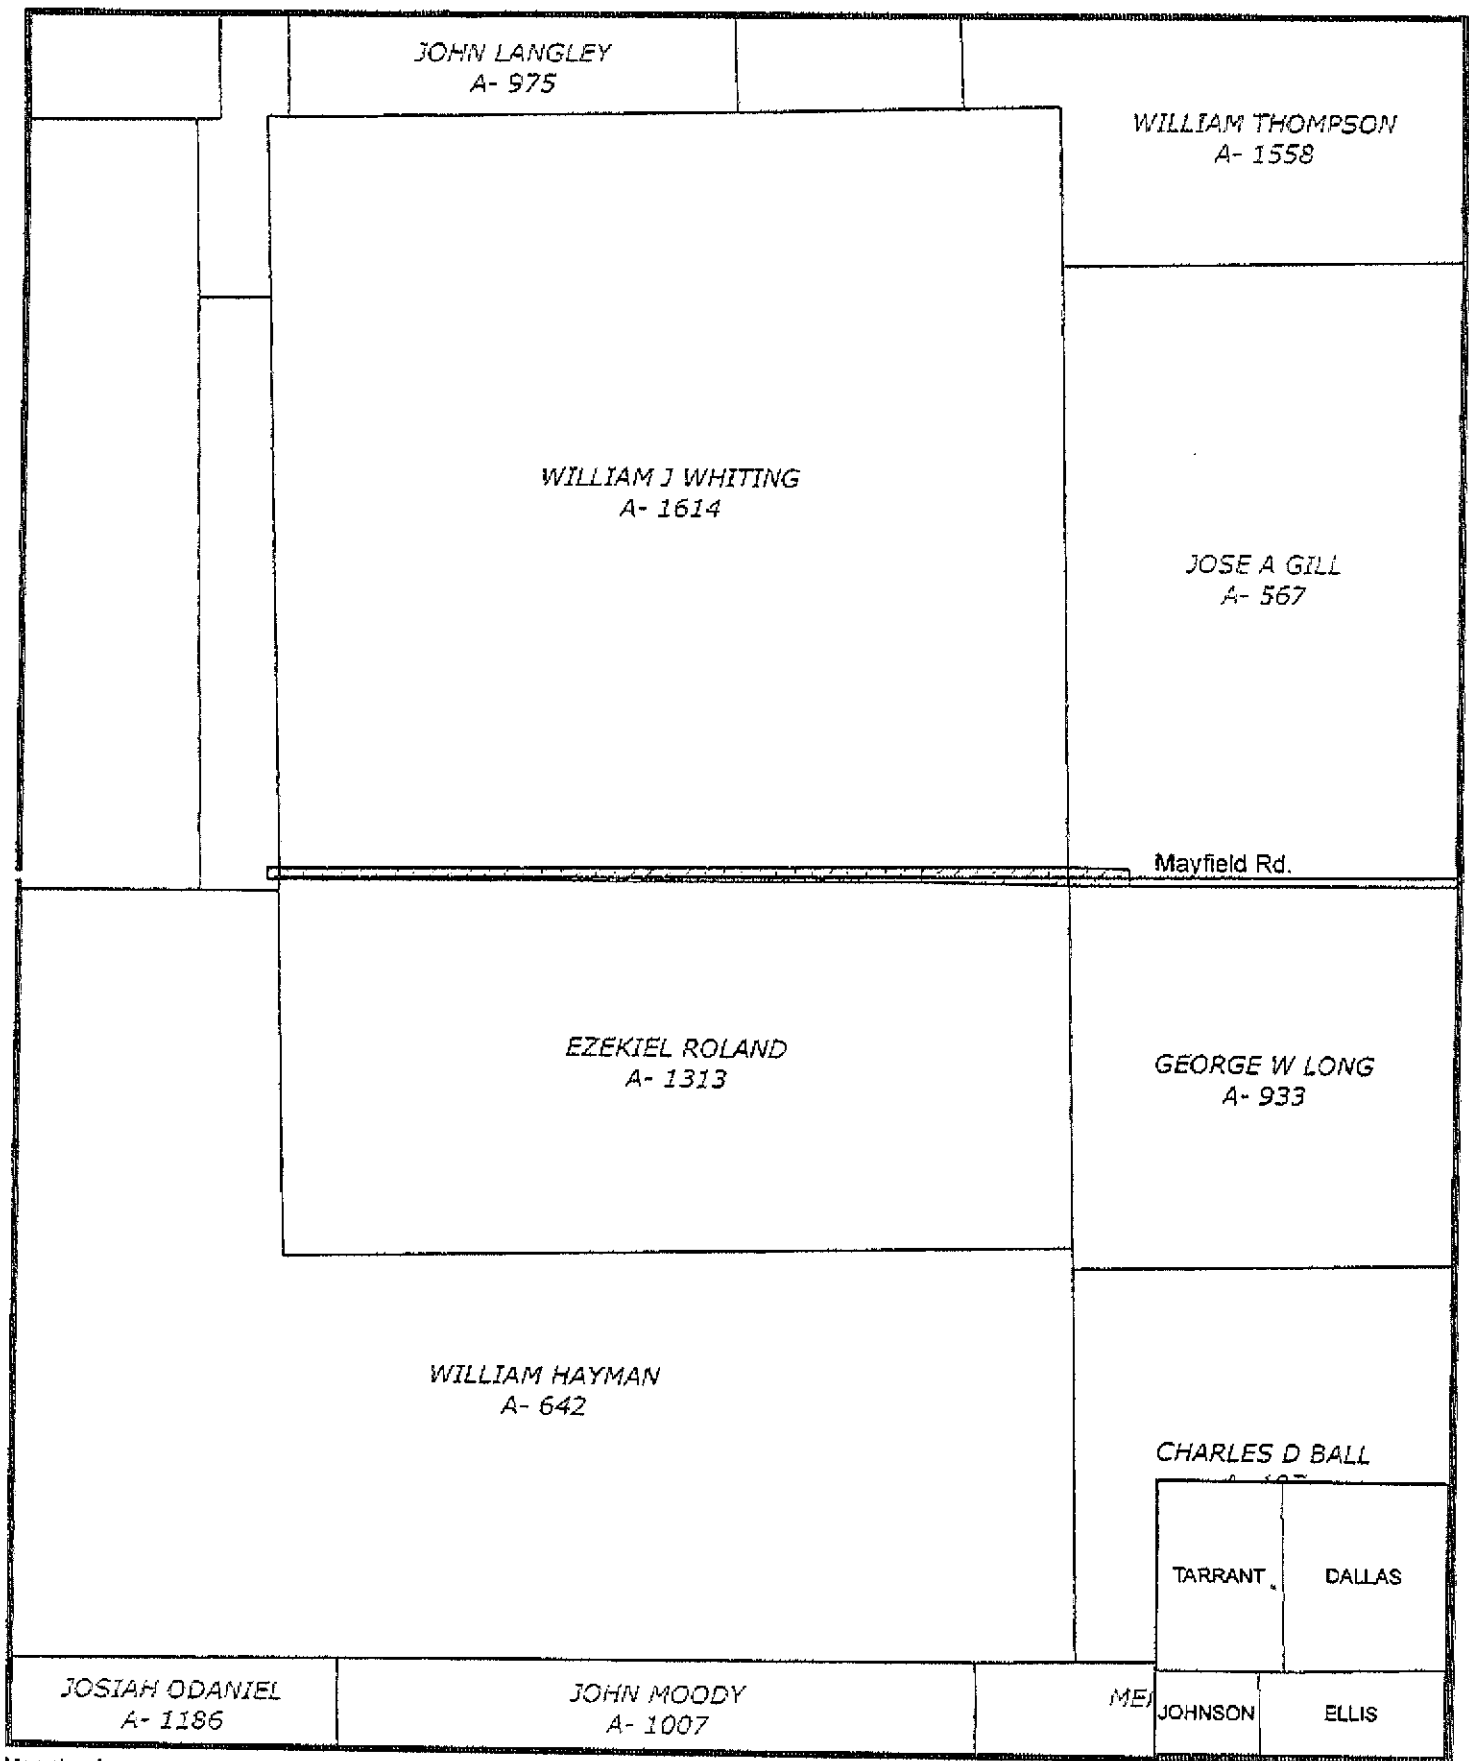 JOHN LANGLEY
A- 975
WILLIAM THOMPSON
A- 1558
WILLIAM J WHITING
A- 1614
JOSE A GILL
A- 567
Mayfield Rd.
EZEKIEL ROLAND
A- 1313
GEORGE W LONG
A- 933
WILLIAM HAYMAN
A- 642
CHARLES D BALL
TARRANT
DALLAS
JOSIAH ODANIEL
A- 1186
JOHN MOODY
A- 1007
JOHNSON
ELLIS